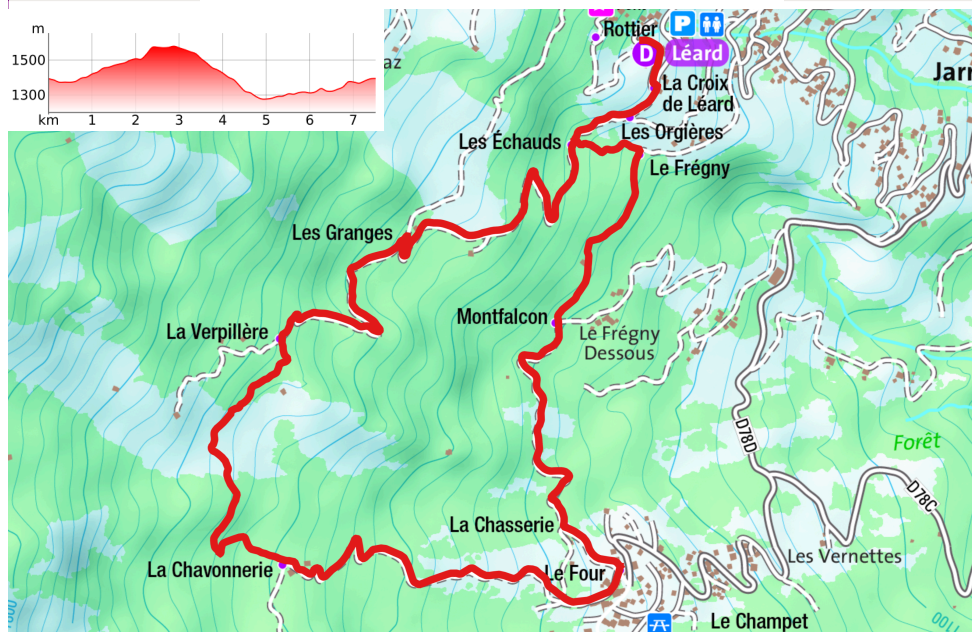 m
1500
1300
km
1
2
3
4
5
6
7
Rottier
P
D
Léard
az
Jarr
La Croix
de Léard
Les Orgières
Les Échauds
Le Frégny
Les Granges
Montfalcon
La Verpillère
Le Frégny
Dessous
D78D
Forêt
D78C
La Chasserie
Les Vernettes
La Chavonnerie
Le Four
Le Champet
1100